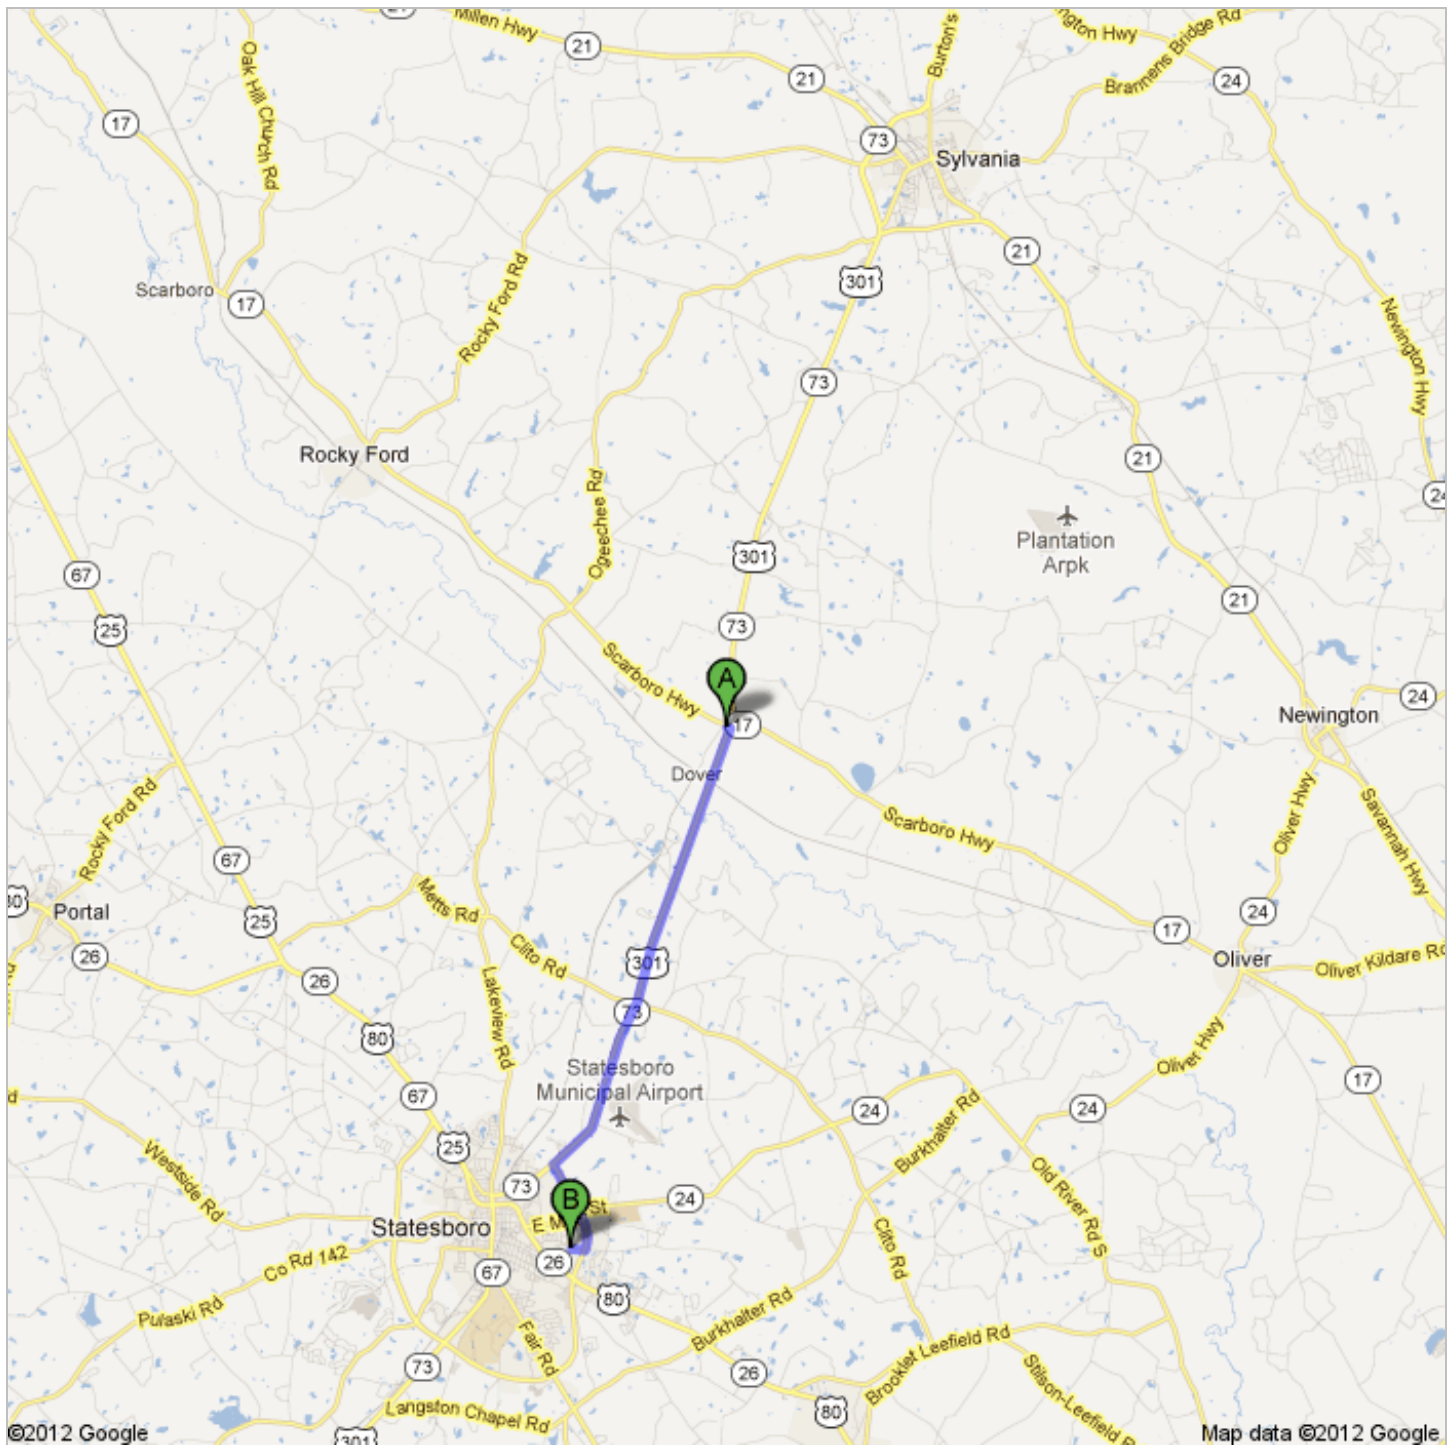 Millen Hwy
21
21
Burton's
ngton Hwy
Brannens Bridge Rd
24
Oak Hill Church Rd
17
73
Sylvania
21
301
Scarboro
17
Rocky Ford Rd
73
Newington Hwy
Rocky Ford
21
24
Ogeechee Rd
Plantation
Arpk
301
67
25
21
73
A
Scarboro Hwy
17
24
Newington
Dover
Rocky Ford Rd
Scarboro Hwy
Oliver Hwy
Savannah Hwy
67
80
Portal
25
Metts Rd
24
17
26
Clito Rd
301
Oliver
Oliver Kildare Rd
26
Lakeview Rd
73
80
Statesboro
Municipal Airport
Oliver Hwy
17
67
24
24
Burkhalter Rd
25
Westside Rd
Old River Rd S
73
B
24
Statesboro
E M St
Co Rd 142
26
67
Clito Rd
80
Pulaski Rd
Fair Rd
Burkhalter Rd
73
26
Brooklet Leefield Rd
Stilson-Leefield R
Langston Chapel Rd
80
301
©2012 Google
Map data ©2012 Google